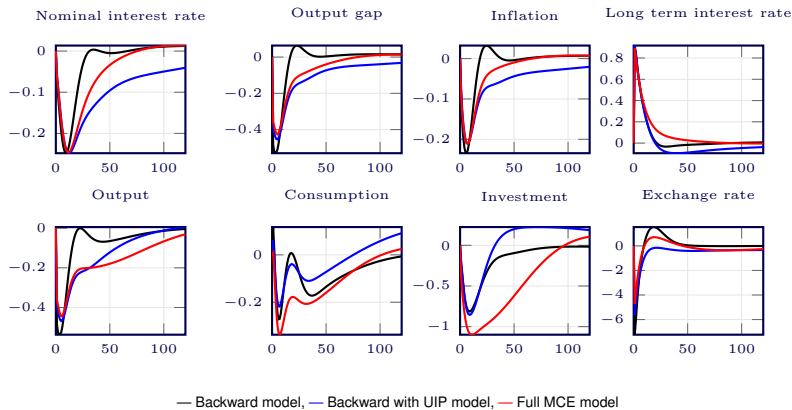 Nominal interest rate
Output gap
Inflation
Long term interest rate
0
−0.1
−0.2
0 50 100
0
−0.2
−0.4
0 50 100
0
−0.1
−0.2
0 50 100
0.8
0.6
0.4
0.2
0
0 50 100
Output
Consumption
Investment
Exchange rate
0
−0.2
−0.4
0 50 100
0
−0.2
0 50 100
0
−0.5
−1
0 50 100
0
−2
−4
−6
0 50 100
— Backward model, — Backward with UIP model, — Full MCE model